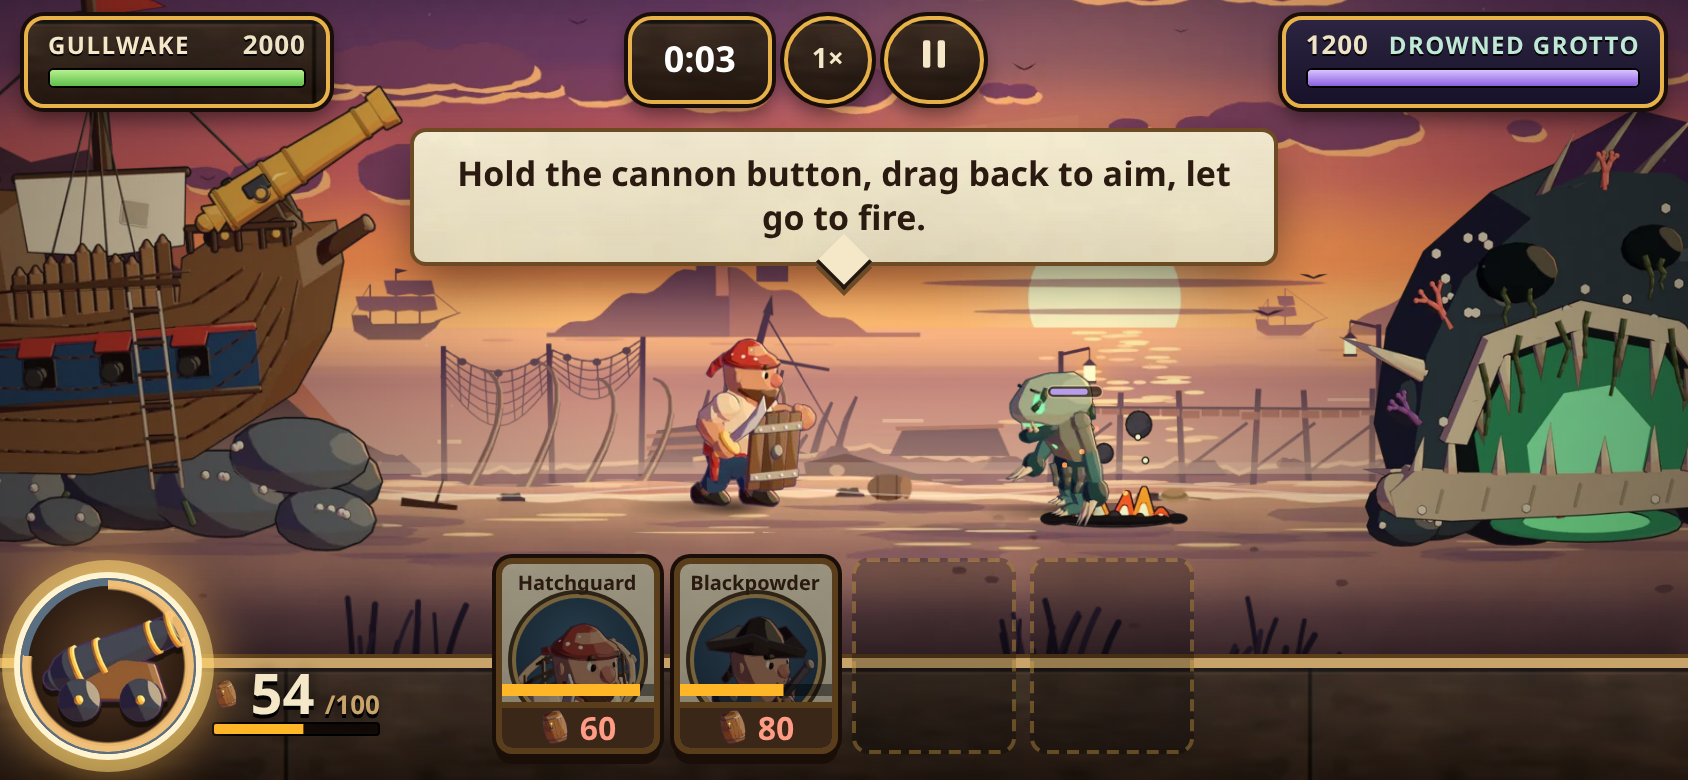 GULLWAKE 2000
0:03
1×
1200 DROWNED GROTTO
Hold the cannon button, drag back to aim, let
go to fire.
Hatchguard
Blackpowder
54 /100
60
80